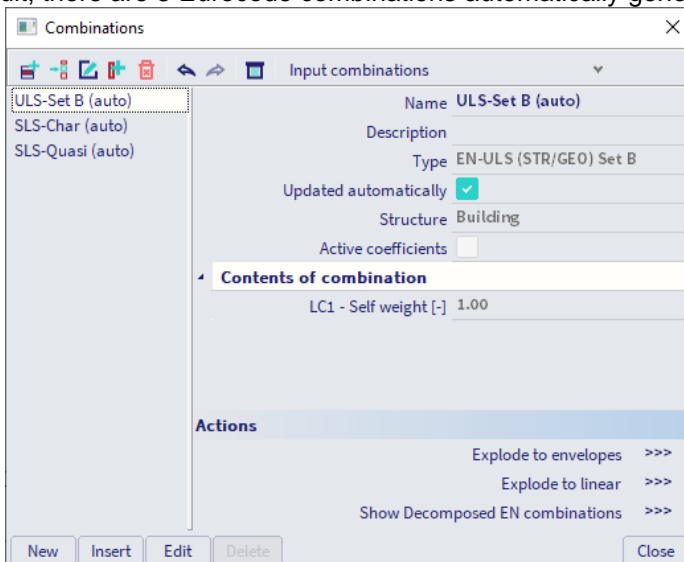 Combinations
Input combinations
ULS-Set B (auto)
SLS-Char (auto)
SLS-Quasi (auto)
Name ULS-Set B (auto)
Description
Type EN-ULS (STR/GEO) Set B
Updated automatically
Structure Building
Active coefficients
Contents of combination
LC1 - Self weight [-] 1.00
Actions
Explode to envelopes >>>
Explode to linear >>>
Show Decomposed EN combinations >>>
New Insert Edit Delete Close